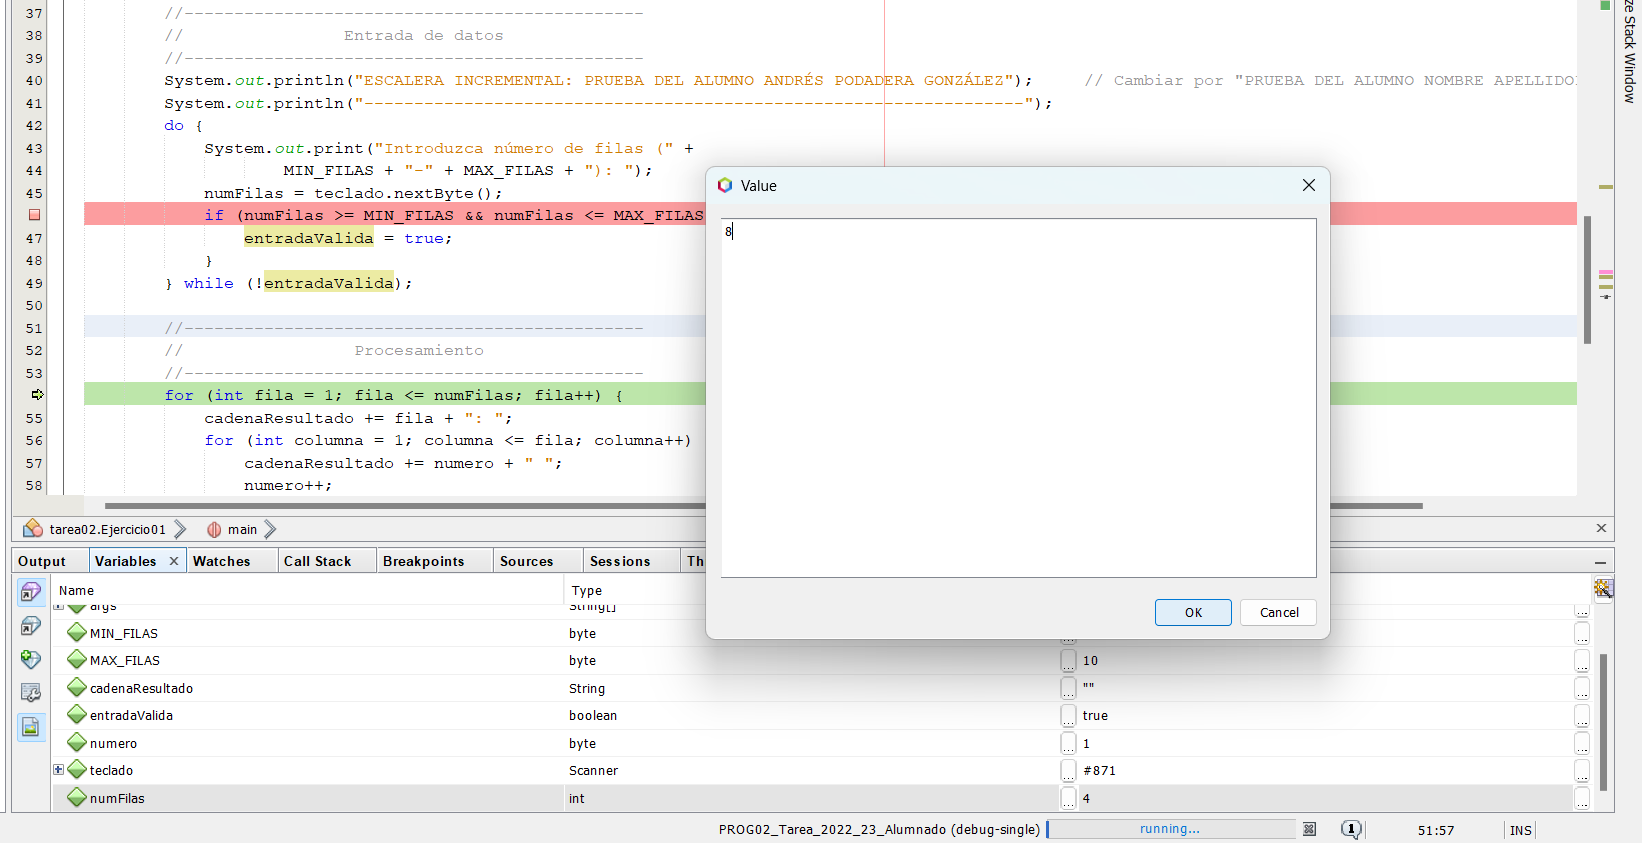 37 //----------------------------------------------
38 // Entrada de datos
39 //----------------------------------------------
40 System.out.println("ESCALERA INCREMENTAL: PRUEBA DEL ALUMNO ANDRÉS PODADERA GONZÁLEZ"); // Cambiar por "PRUEBA DEL ALUMNO NOMBRE APELLIDO
41 System.out.println("------------------------------------------------------------------");
42 do {
43 System.out.print("Introduzca número de filas (" +
44 MIN_FILAS + "-" + MAX_FILAS + "): ");
45 numFilas = teclado.nextByte();
if (numFilas >= MIN_FILAS && numFilas <= MAX_FILAS
47 entradaValida = true;
48 }
49 } while (!entradaValida);
50
51 //----------------------------------------------
52 // Procesamiento
53 //----------------------------------------------
for (int fila = 1; fila <= numFilas; fila++) {
55 cadenaResultado += fila + ": ";
56 for (int columna = 1; columna <= fila; columna++)
57 cadenaResultado += numero + " ";
58 numero++;
ze Stack Window
Value
8
OK Cancel
tarea02.Ejercicio01 main
Output Variables Watches Call Stack Breakpoints Sources Sessions Th
Name Type
args String[]
MIN_FILAS byte
MAX_FILAS byte ... 10 ...
cadenaResultado String ... "" ...
entradaValida boolean ... true ...
numero byte ... 1 ...
teclado Scanner ... #871 ...
numFilas int ... 4 ...
PROG02_Tarea_2022_23_Alumnado (debug-single) running... 1 51:57 INS